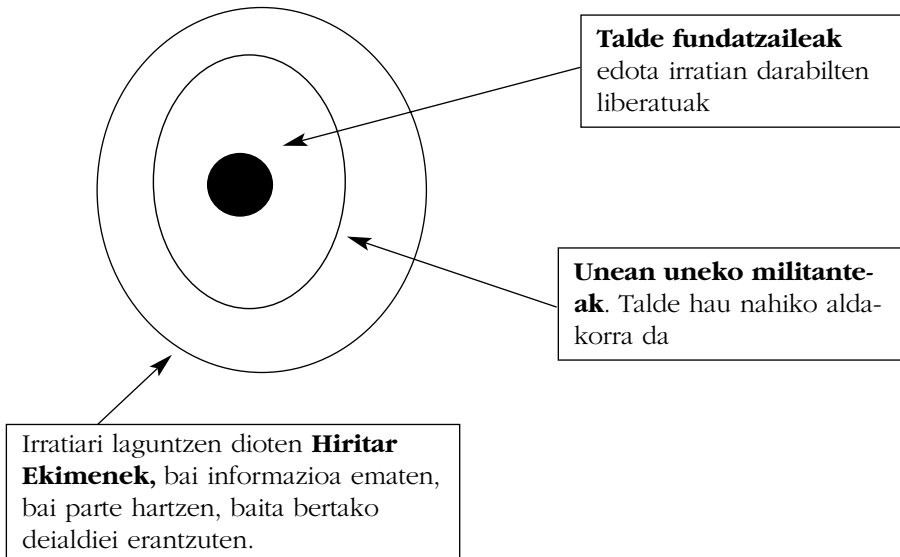 Talde fundatzaileak
edota irratian darabilten
liberatuak
Unean uneko militante-
ak. Talde hau nahiko alda-
korra da
Irratiari laguntzen dioten Hiritar
Ekimenek, bai informazioa ematen,
bai parte hartzen, baita bertako
deialdiei erantzuten.